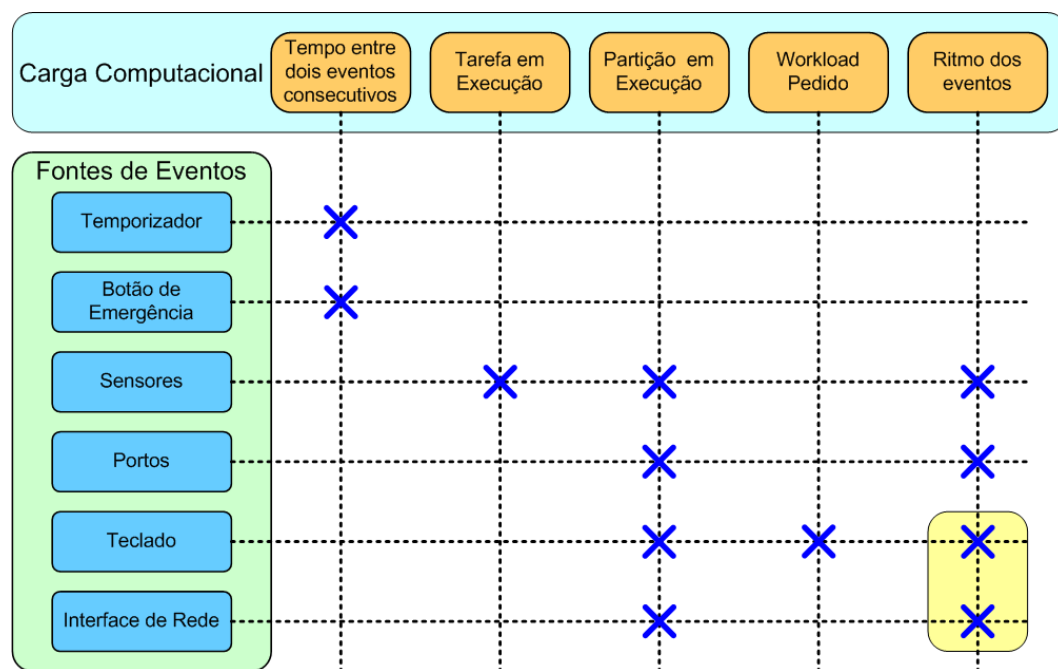 Carga Computacional
Tempo entre
dois eventos
consecutivos
Tarefa em
Execução
Partição em
Execução
Workload
Pedido
Ritmo dos
eventos
Fontes de Eventos
Temporizador
Botão de
Emergência
Sensores
Portos
Teclado
Interface de Rede